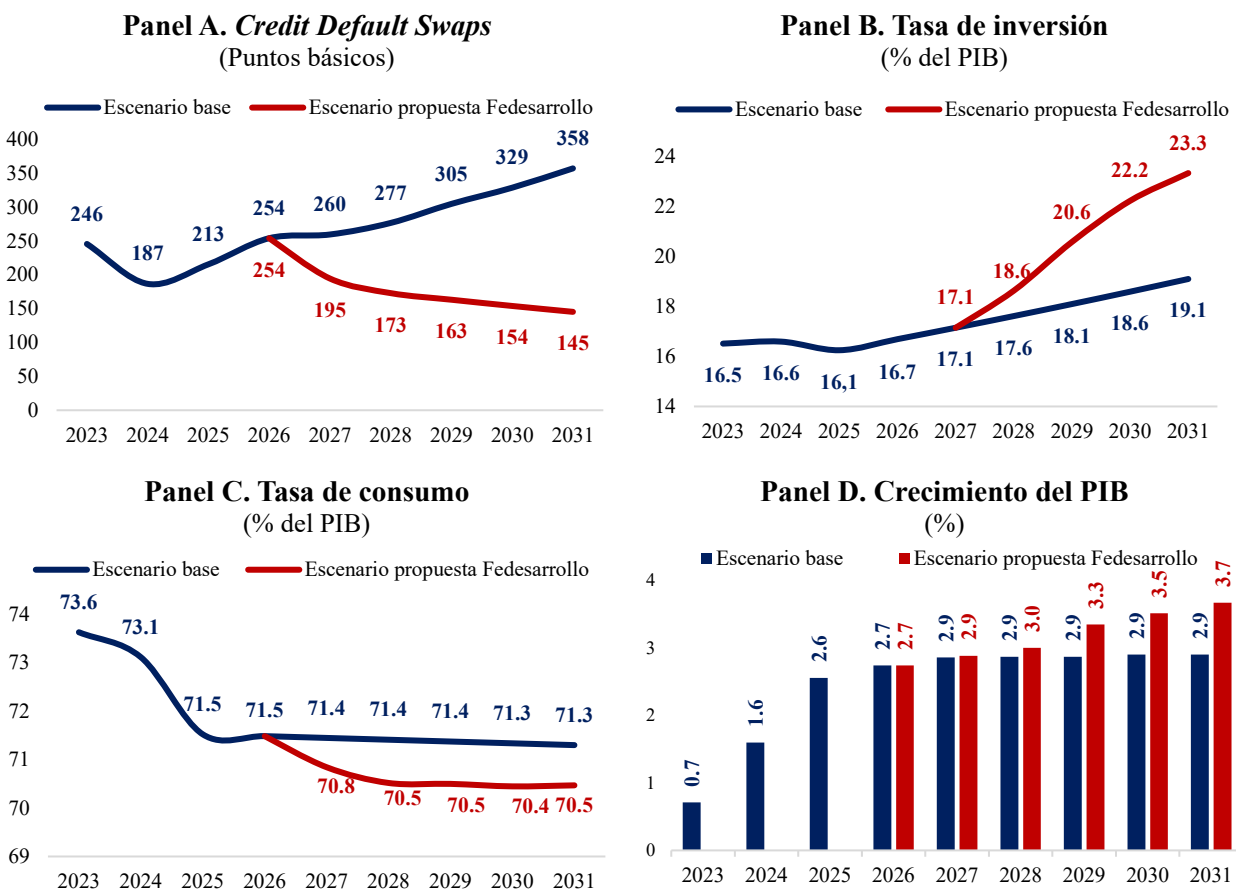 Panel A. Credit Default Swaps
(Puntos básicos)
Escenario base Escenario propuesta Fedesarrollo
400
350
300
250
200
150
100
50
0
246 187 213 254 260 277 305 329 358
254 195 173 163 154 145
2023 2024 2025 2026 2027 2028 2029 2030 2031
Panel B. Tasa de inversión
(% del PIB)
Escenario base Escenario propuesta Fedesarrollo
24
22
20
18
16
14
17.1 18.6 20.6 22.2 23.3
16.5 16.6 16,1 16.7 17.1 17.6 18.1 18.6 19.1
2023 2024 2025 2026 2027 2028 2029 2030 2031
Panel C. Tasa de consumo
(% del PIB)
Escenario base Escenario propuesta Fedesarrollo
74
73
72
71
70
69
73.6 73.1 71.5 71.5 71.4 71.4 71.4 71.3 71.3
70.8 70.5 70.5 70.4 70.5
2023 2024 2025 2026 2027 2028 2029 2030 2031
Panel D. Crecimiento del PIB
(%)
Escenario base Escenario propuesta Fedesarrollo
4
3
2
1
0
0.7 1.6 2.6 2.7 2.7 2.9 2.9 2.9 3.0 2.9 3.3 2.9 3.5 2.9 3.7
2023 2024 2025 2026 2027 2028 2029 2030 2031